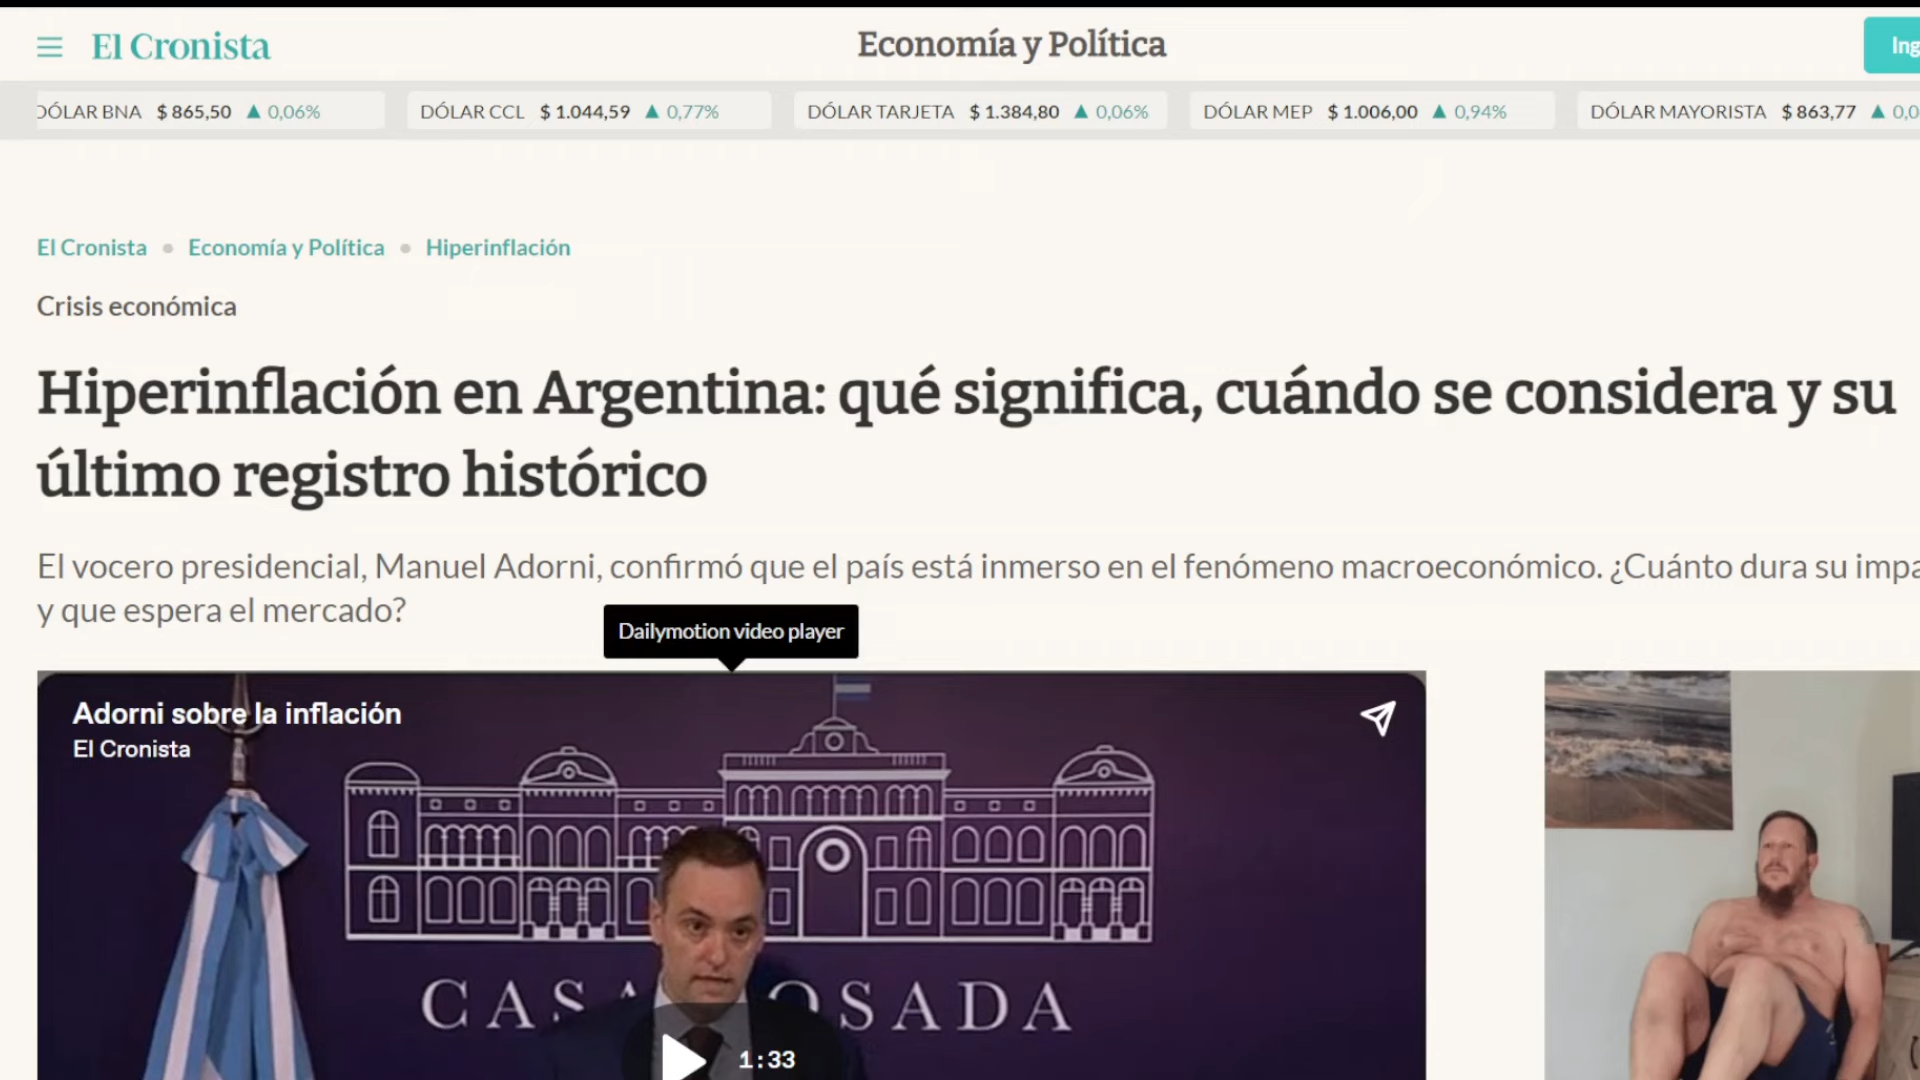 El Cronista
Economía y Política
DÓLAR BNA $ 865,50 ▲ 0,06%
DÓLAR CCL $ 1.044,59 ▲ 0,77%
DÓLAR TARJETA $ 1.384,80 ▲ 0,06%
DÓLAR MEP $ 1.006,00 ▲ 0,94%
DÓLAR MAYORISTA $ 863,77 ▲ 0,0
El Cronista • Economía y Política • Hiperinflación
Crisis económica
Hiperinflación en Argentina: qué significa, cuándo se considera y su
último registro histórico
El vocero presidencial, Manuel Adorni, confirmó que el país está inmerso en el fenómeno macroeconómico. ¿Cuánto dura su
y que espera el mercado?
Dailymotion video player
Adorni sobre la inflación
El Cronista
CASA OSADA
1:33